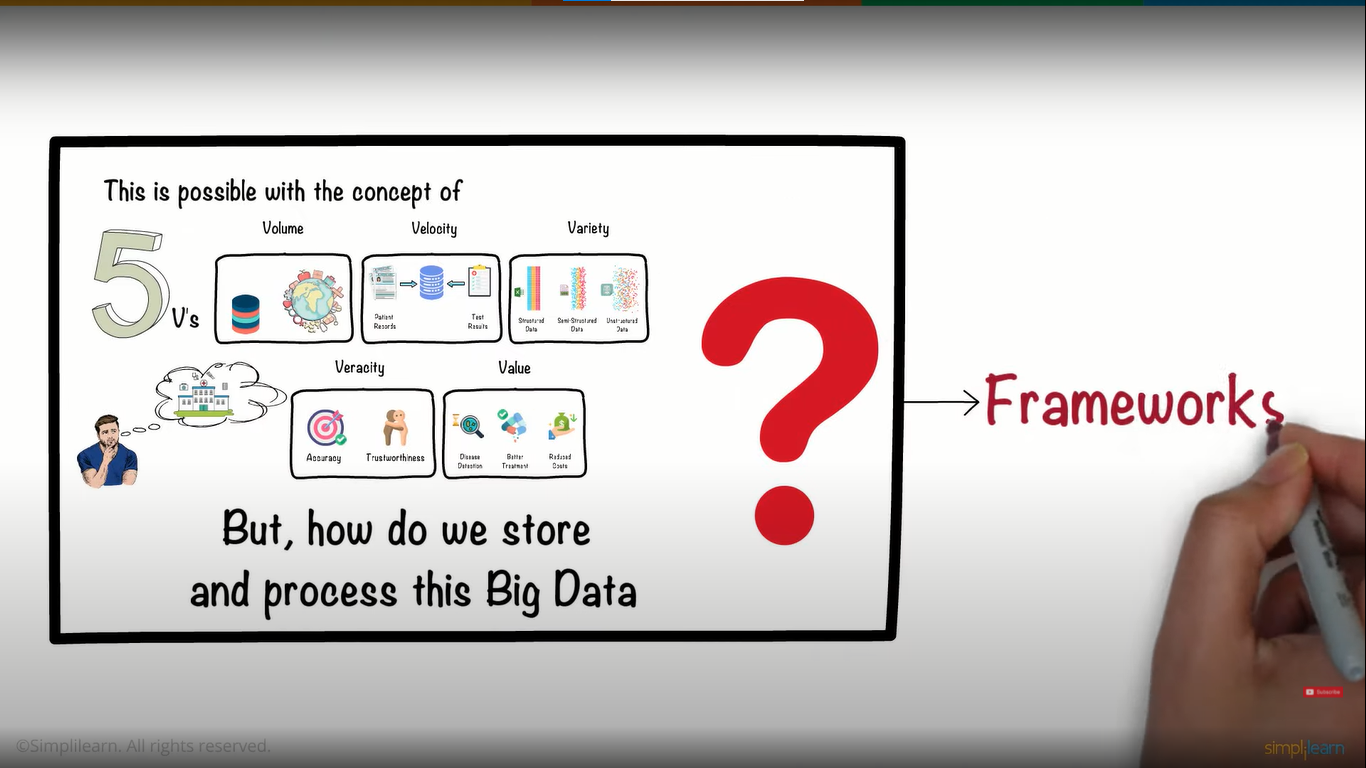 This is possible with the concept of
Volume
Velocity
Variety
5 V's
Patient
Records
Test
Results
Structured
Data
Semi-Structured
Data
Unstructured
Data
Veracity
Value
Accuracy
Trustworthiness
Disease
Detection
Better
Treatment
Reduced
Costs
But, how do we store
and process this Big Data
?
Frameworks
Subscribe
©Simplilearn. All rights reserved.
simplilearn